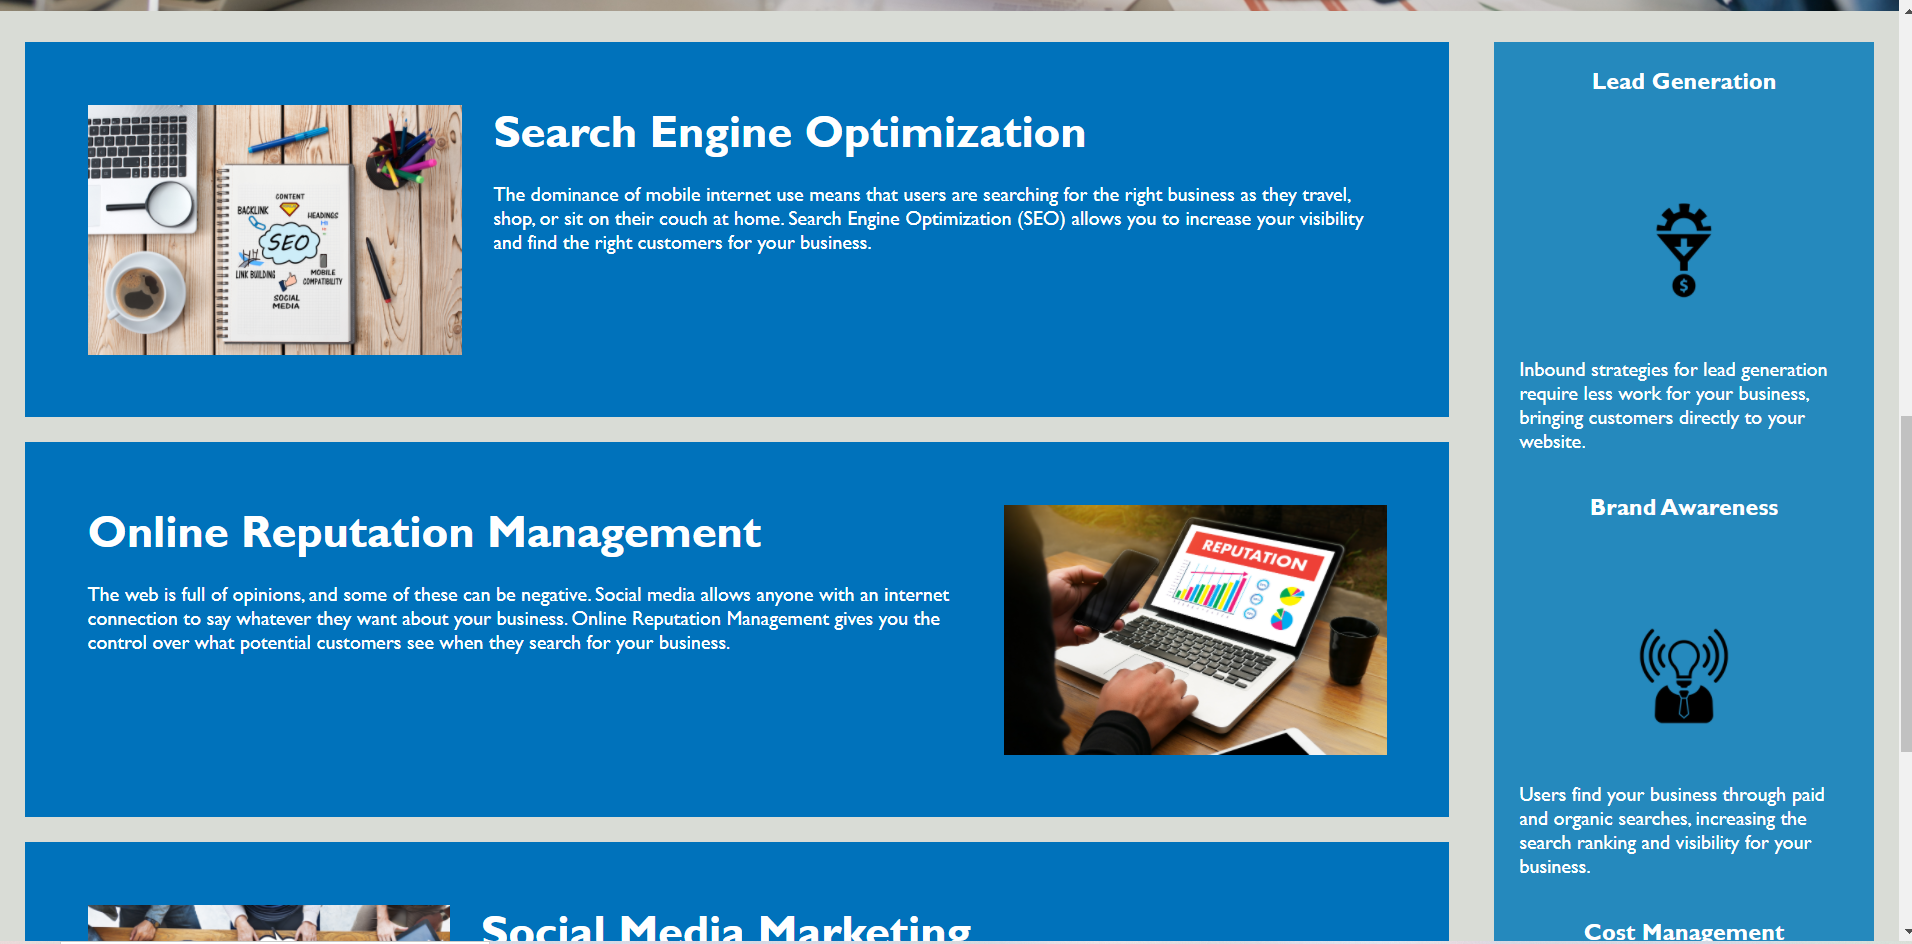 Search Engine Optimization
The dominance of mobile internet use means that users are searching for the right business as they travel,
shop, or sit on their couch at home. Search Engine Optimization (SEO) allows you to increase your visibility
and find the right customers for your business.
CONTENT
BACKLINK
HEADINGS
SEO
LINK BUILDING
MOBILE
COMPATIBILITY
SOCIAL
MEDIA
Online Reputation Management
The web is full of opinions, and some of these can be negative. Social media allows anyone with an internet
connection to say whatever they want about your business. Online Reputation Management gives you the
control over what potential customers see when they search for your business.
REPUTATION
Social Media Marketing
Lead Generation
$
Inbound strategies for lead generation
require less work for your business,
bringing customers directly to your
website.
Brand Awareness
Users find your business through paid
and organic searches, increasing the
search ranking and visibility for your
business.
Cost Management